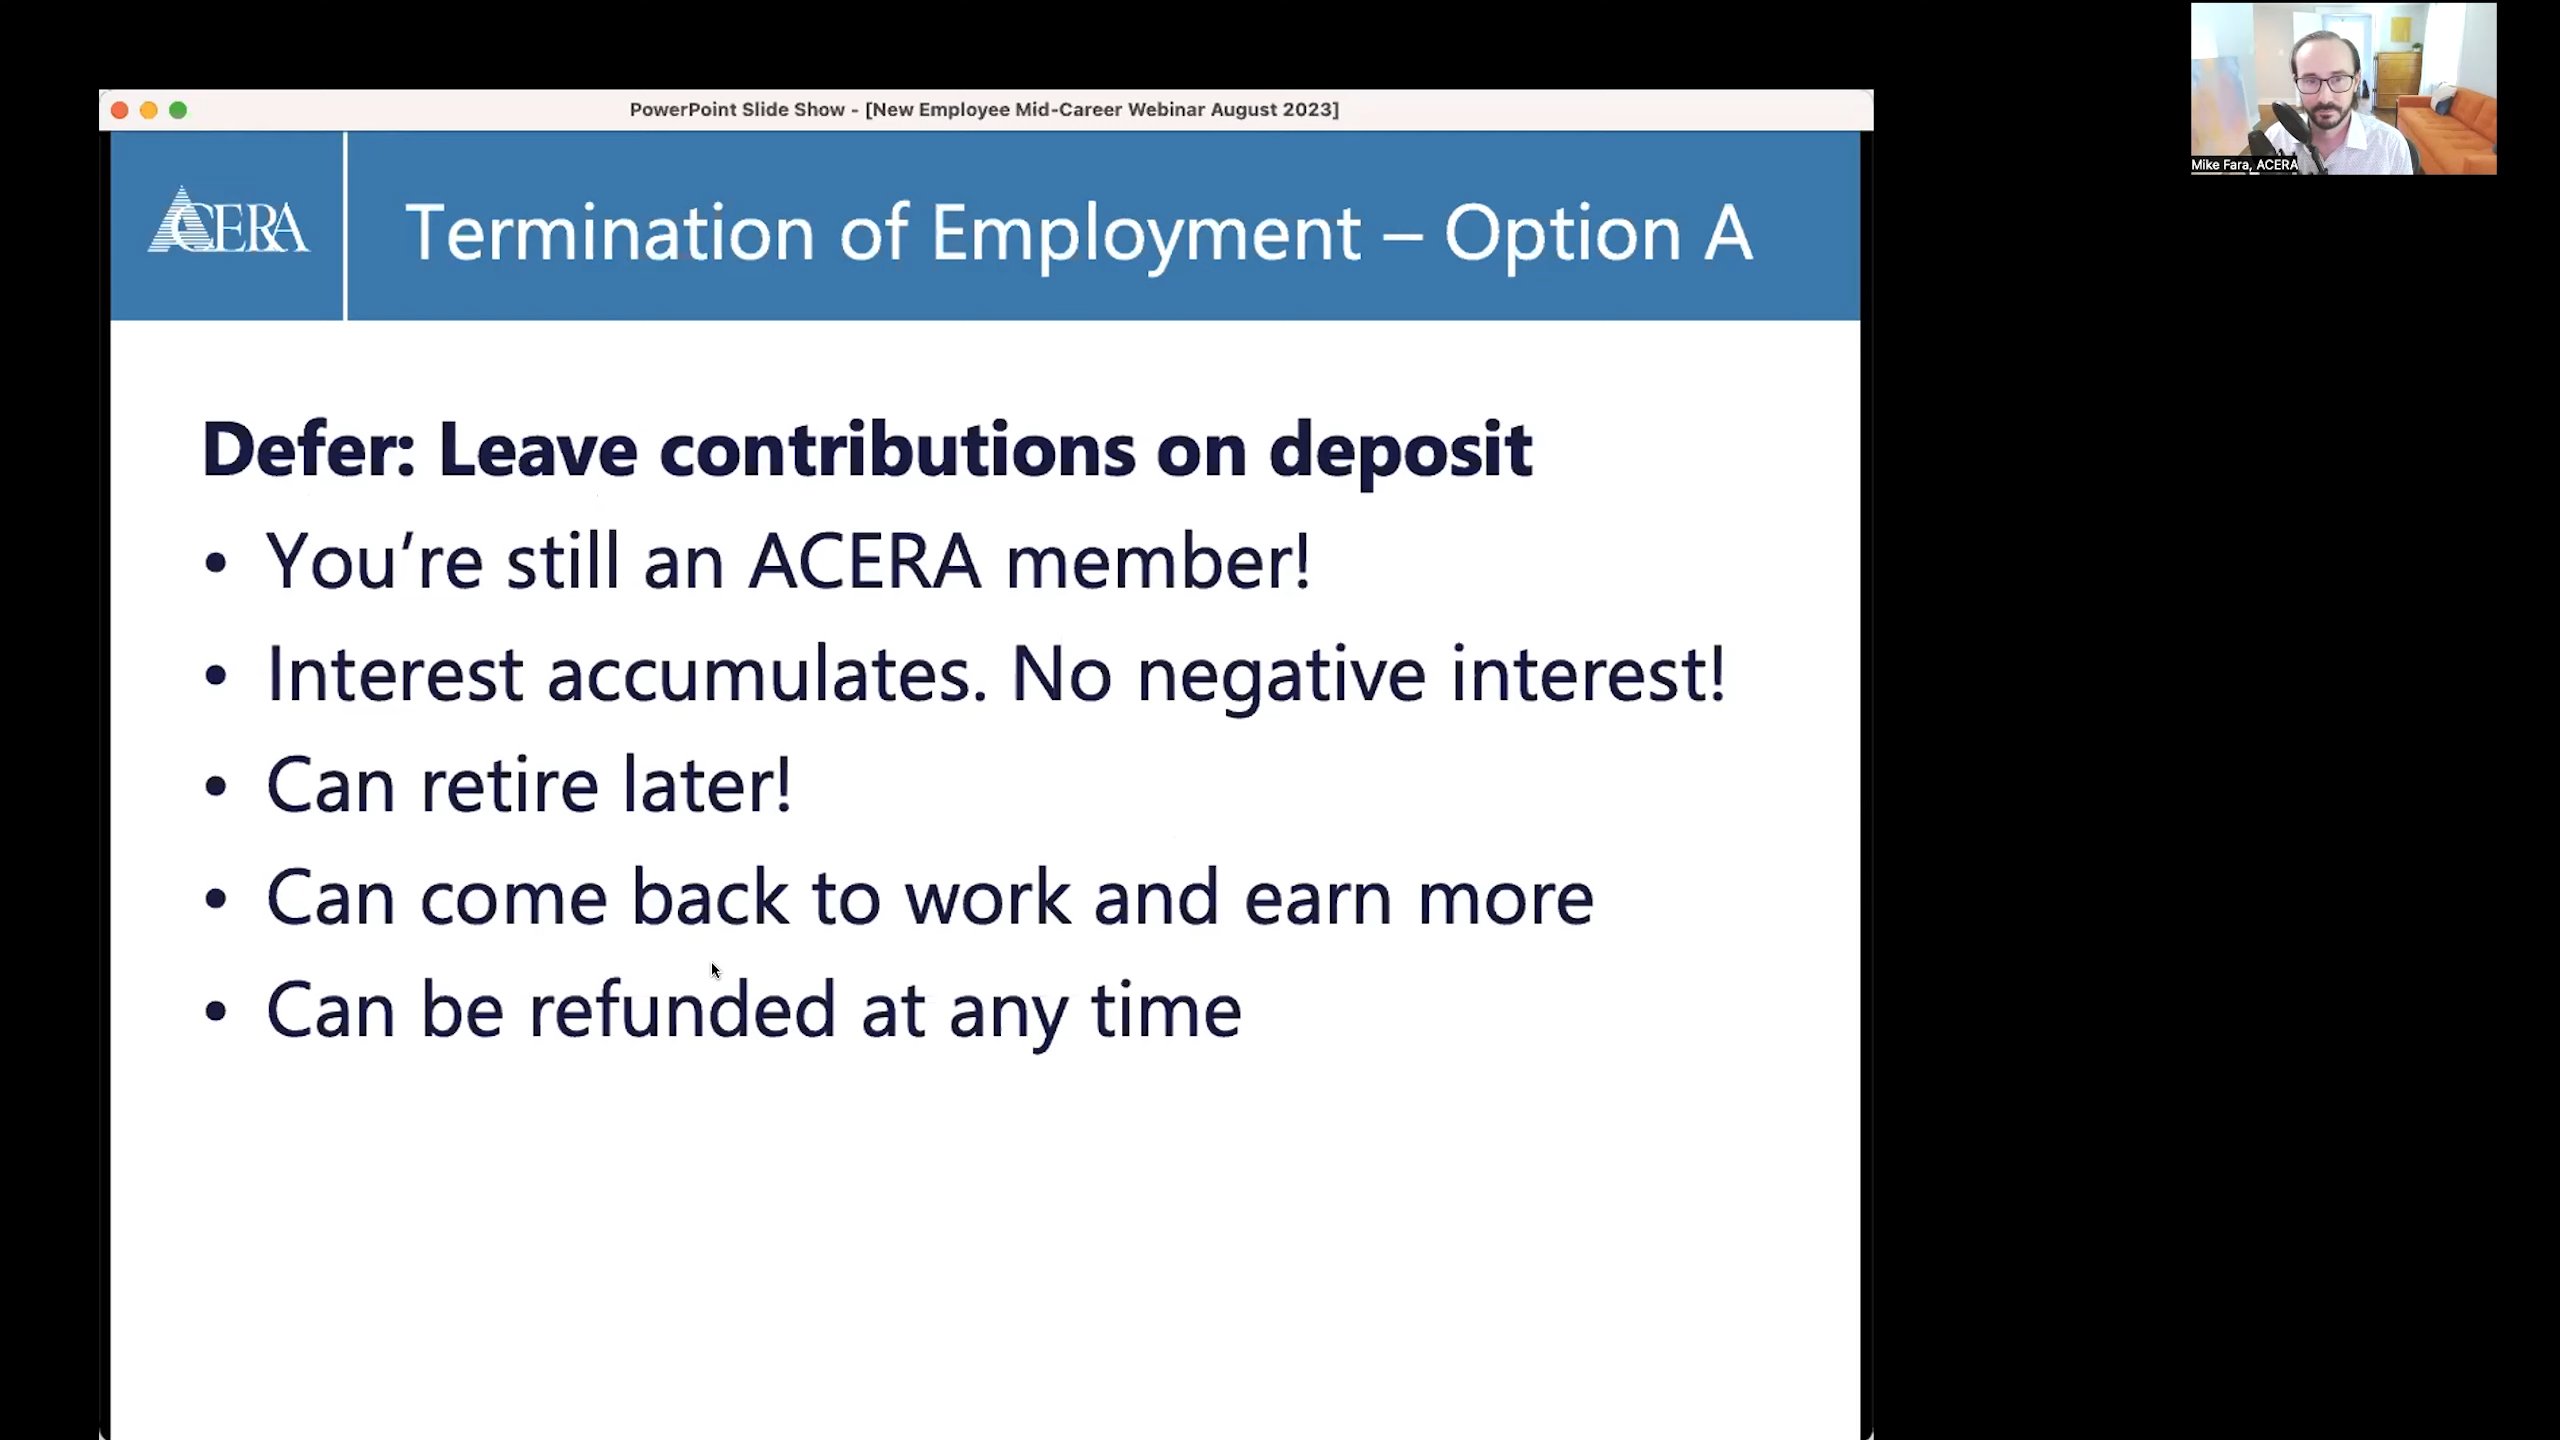 PowerPoint Slide Show - [New Employee Mid-Career Webinar August 2023]
Mike Fara, ACERA
ACERA
Termination of Employment – Option A
Defer: Leave contributions on deposit
• You’re still an ACERA member!
• Interest accumulates. No negative interest!
• Can retire later!
• Can come back to work and earn more
• Can be refunded at any time